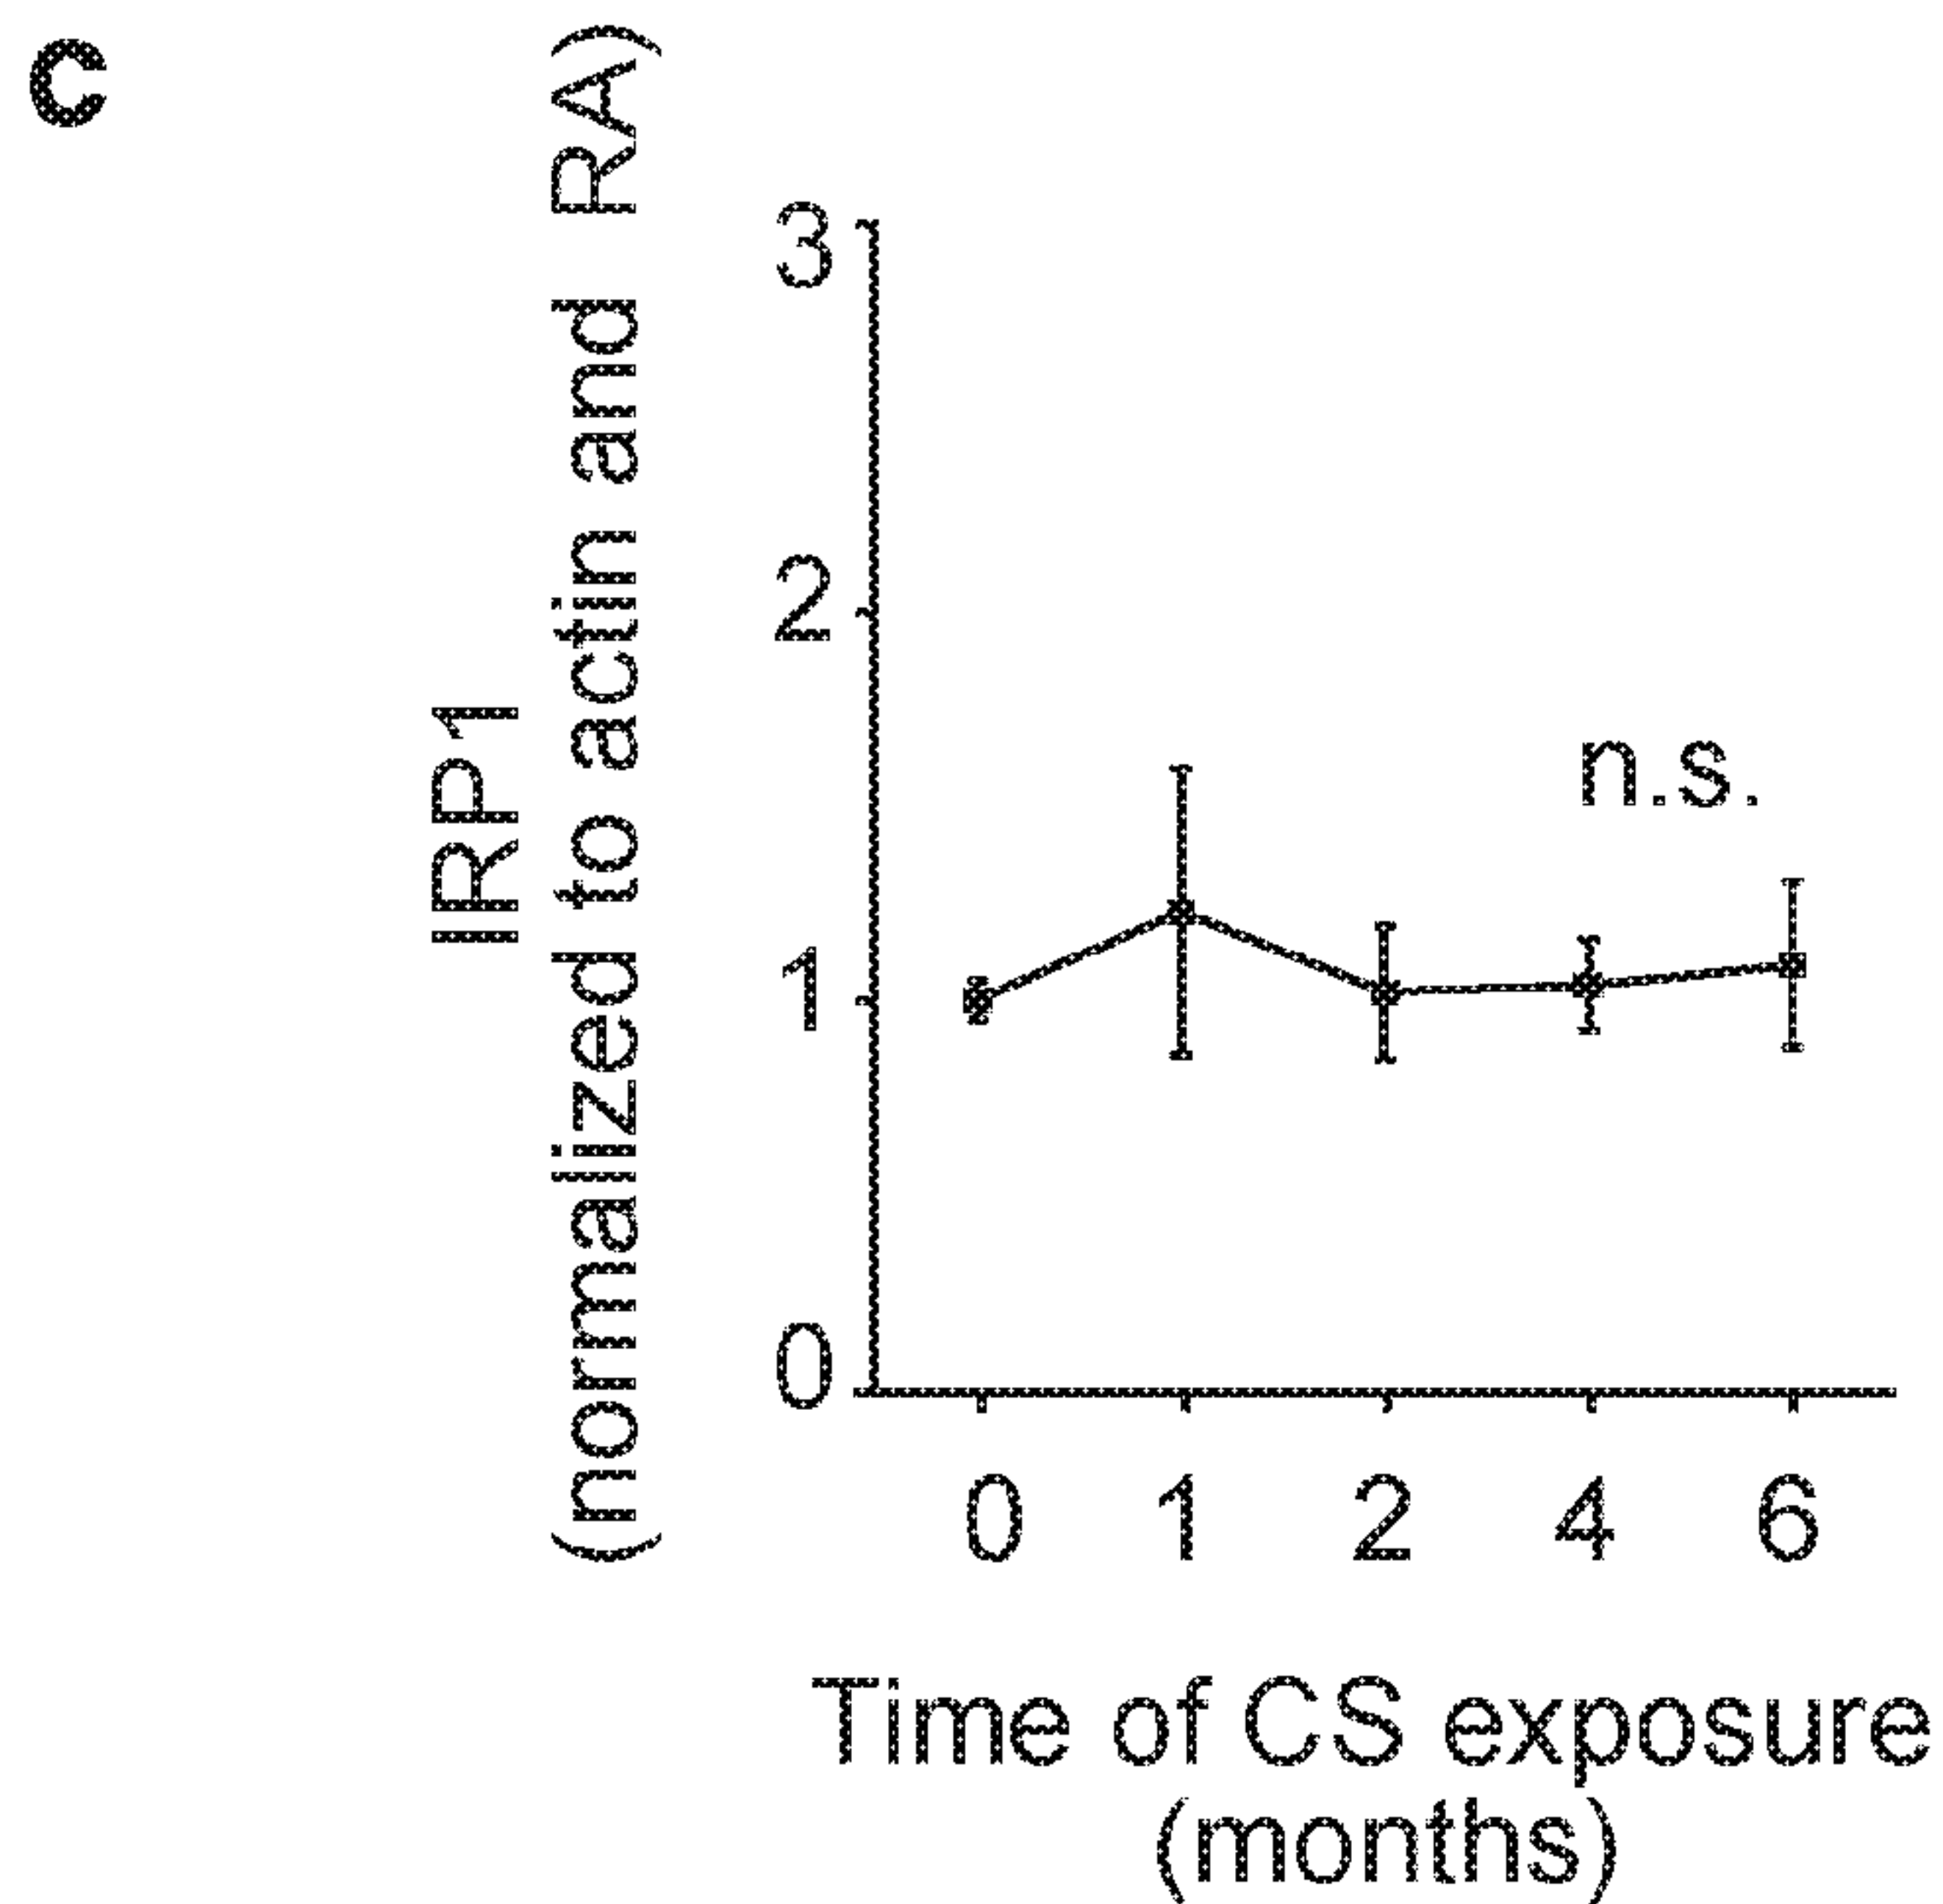 c
IRP1
(normalized to actin and RA)
3
2
1
0
n.s.
0 1 2 4 6
Time of CS exposure
(months)